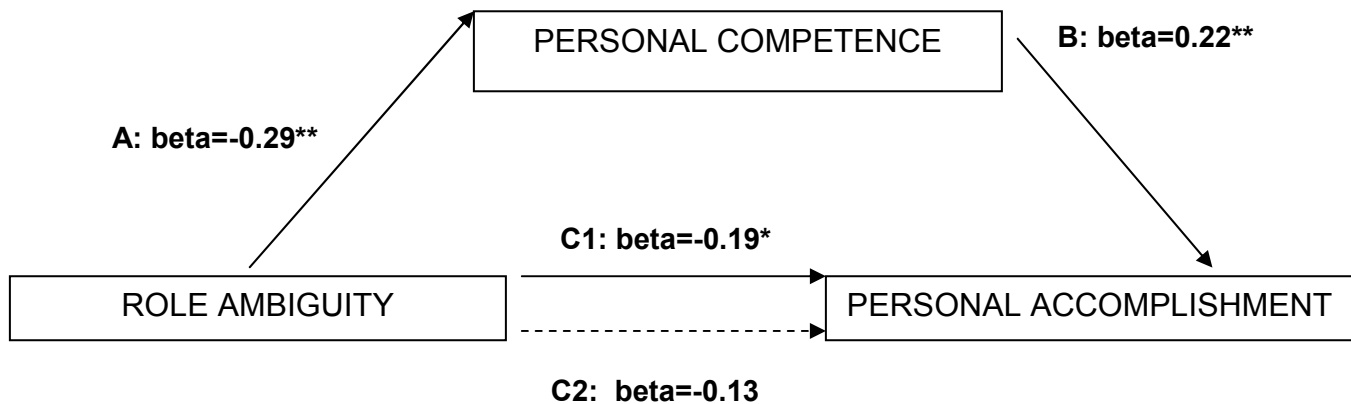 PERSONAL COMPETENCE
B: beta=0.22**
A: beta=-0.29**
C1: beta=-0.19*
ROLE AMBIGUITY
PERSONAL ACCOMPLISHMENT
C2: beta=-0.13